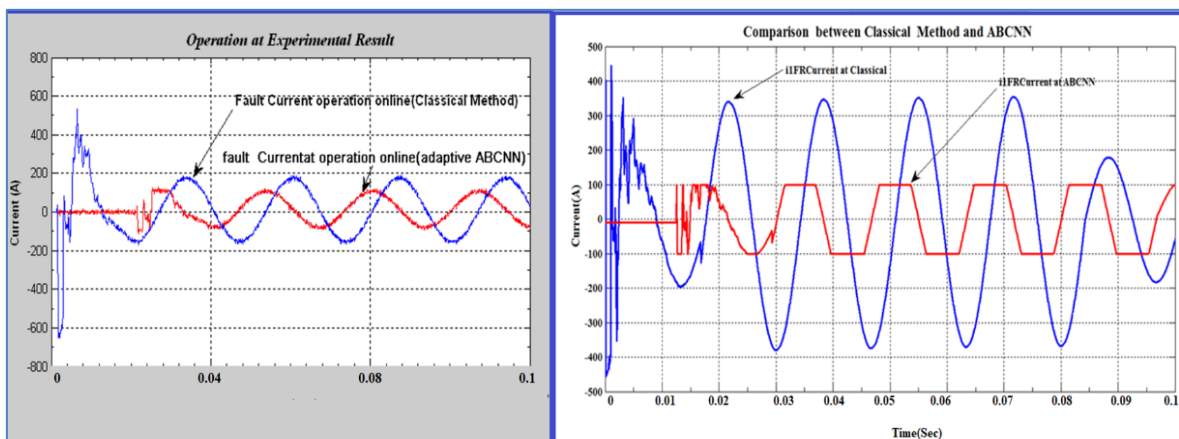 Operation at Experimental Result
800
600
400
200
0
-200
-400
-600
-800
Current (A)
Fault Current operation online(Classical Method)
fault Currentat operation online(adaptive ABCNN)
0 0.04 0.08 0.1
Comparison between Classical Method and ABCNN
500
400
300
200
100
0
-100
-200
-300
-400
-500
Current(A)
i1FRCurrent at Classical
i1FRCurrent at ABCNN
0 0.01 0.02 0.03 0.04 0.05 0.06 0.07 0.08 0.09 0.1
Time(Sec)